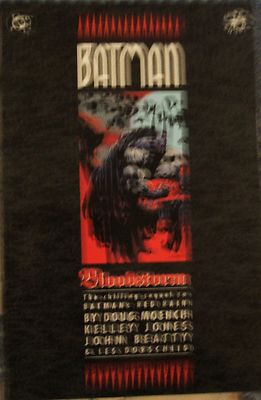 BATMAN
Bloodstorm
The chilling sequel to
BATMAN: RED RAIN
BY DOUG MOENCH
KELLEY JONES
JOHN BEATTY
& LES DORSCHEID